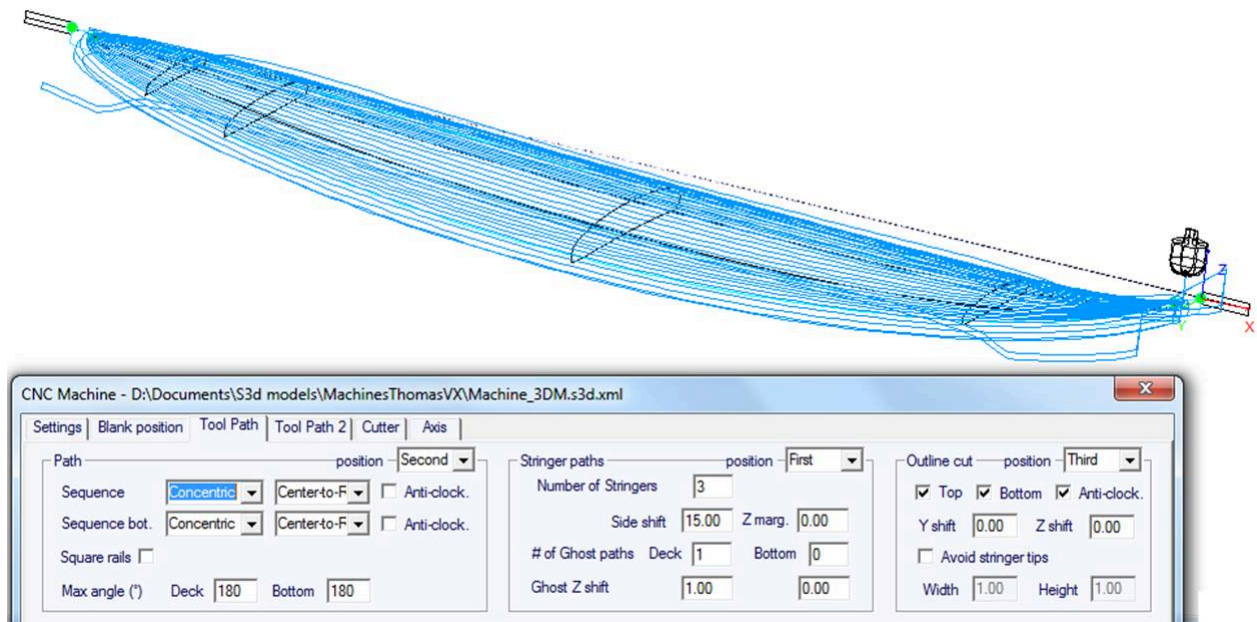 Z
Y
X
CNC Machine - D:\Documents\S3d models\MachinesThomasVX\Machine_3DM.s3d.xml
Settings Blank position Tool Path Tool Path 2 Cutter Axis
Path position Second
Sequence Concentric Center-to-F Anti-clock.
Sequence bot. Concentric Center-to-F Anti-clock.
Square rails
Max angle (°) Deck 180 Bottom 180
Stringer paths position First
Number of Stringers 3
Side shift 15.00 Z marg. 0.00
# of Ghost paths Deck 1 Bottom 0
Ghost Z shift 1.00 0.00
Outline cut position Third
Top Bottom Anti-clock.
Y shift 0.00 Z shift 0.00
Avoid stringer tips
Width 1.00 Height 1.00